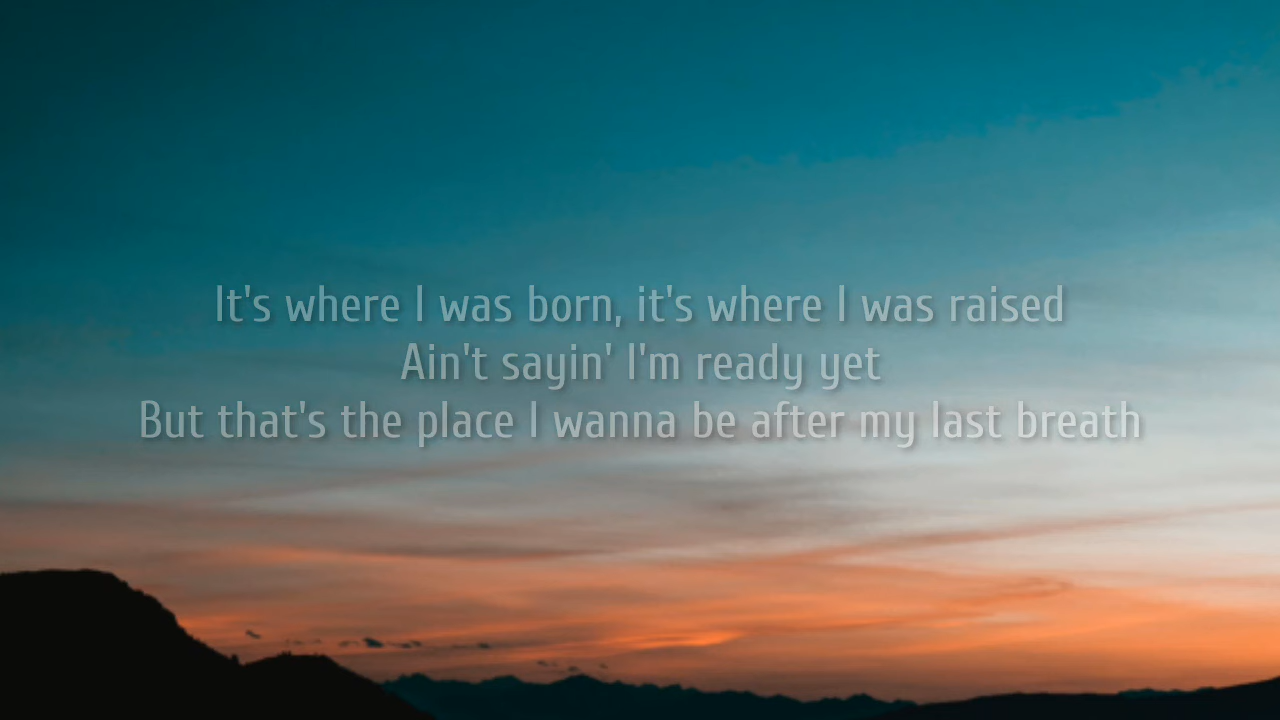 It's where I was born, it's where I was raised
Ain't sayin' I'm ready yet
But that's the place I wanna be after my last breath